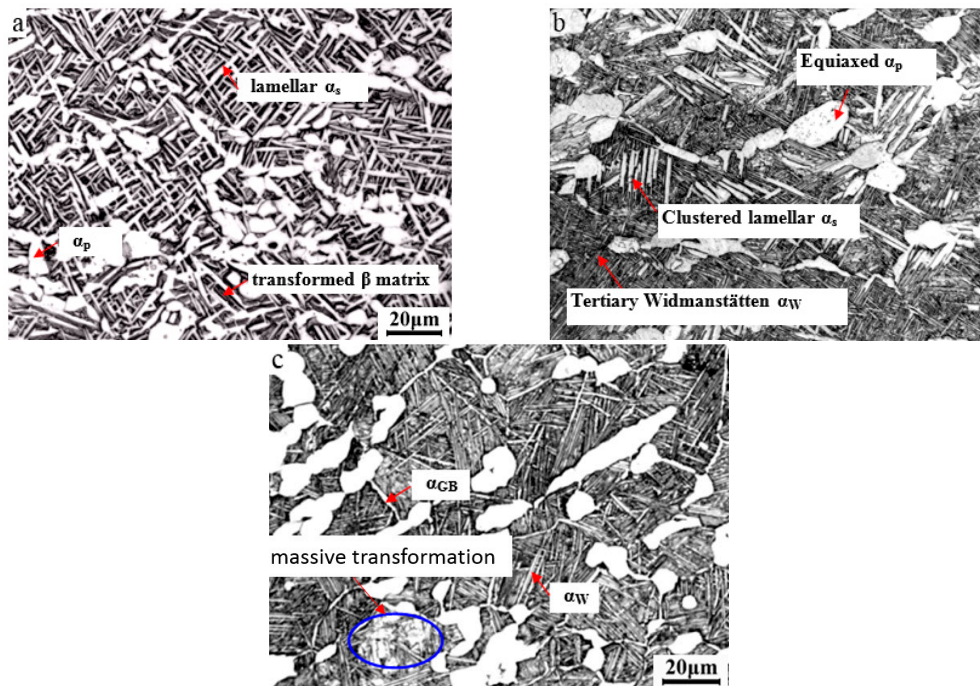 a
lamellar αs
αp
transformed β matrix
20μm
b
Equiaxed αp
Clustered lamellar αs
Tertiary Widmanstätten αW
c
αGB
massive transformation
αW
20μm